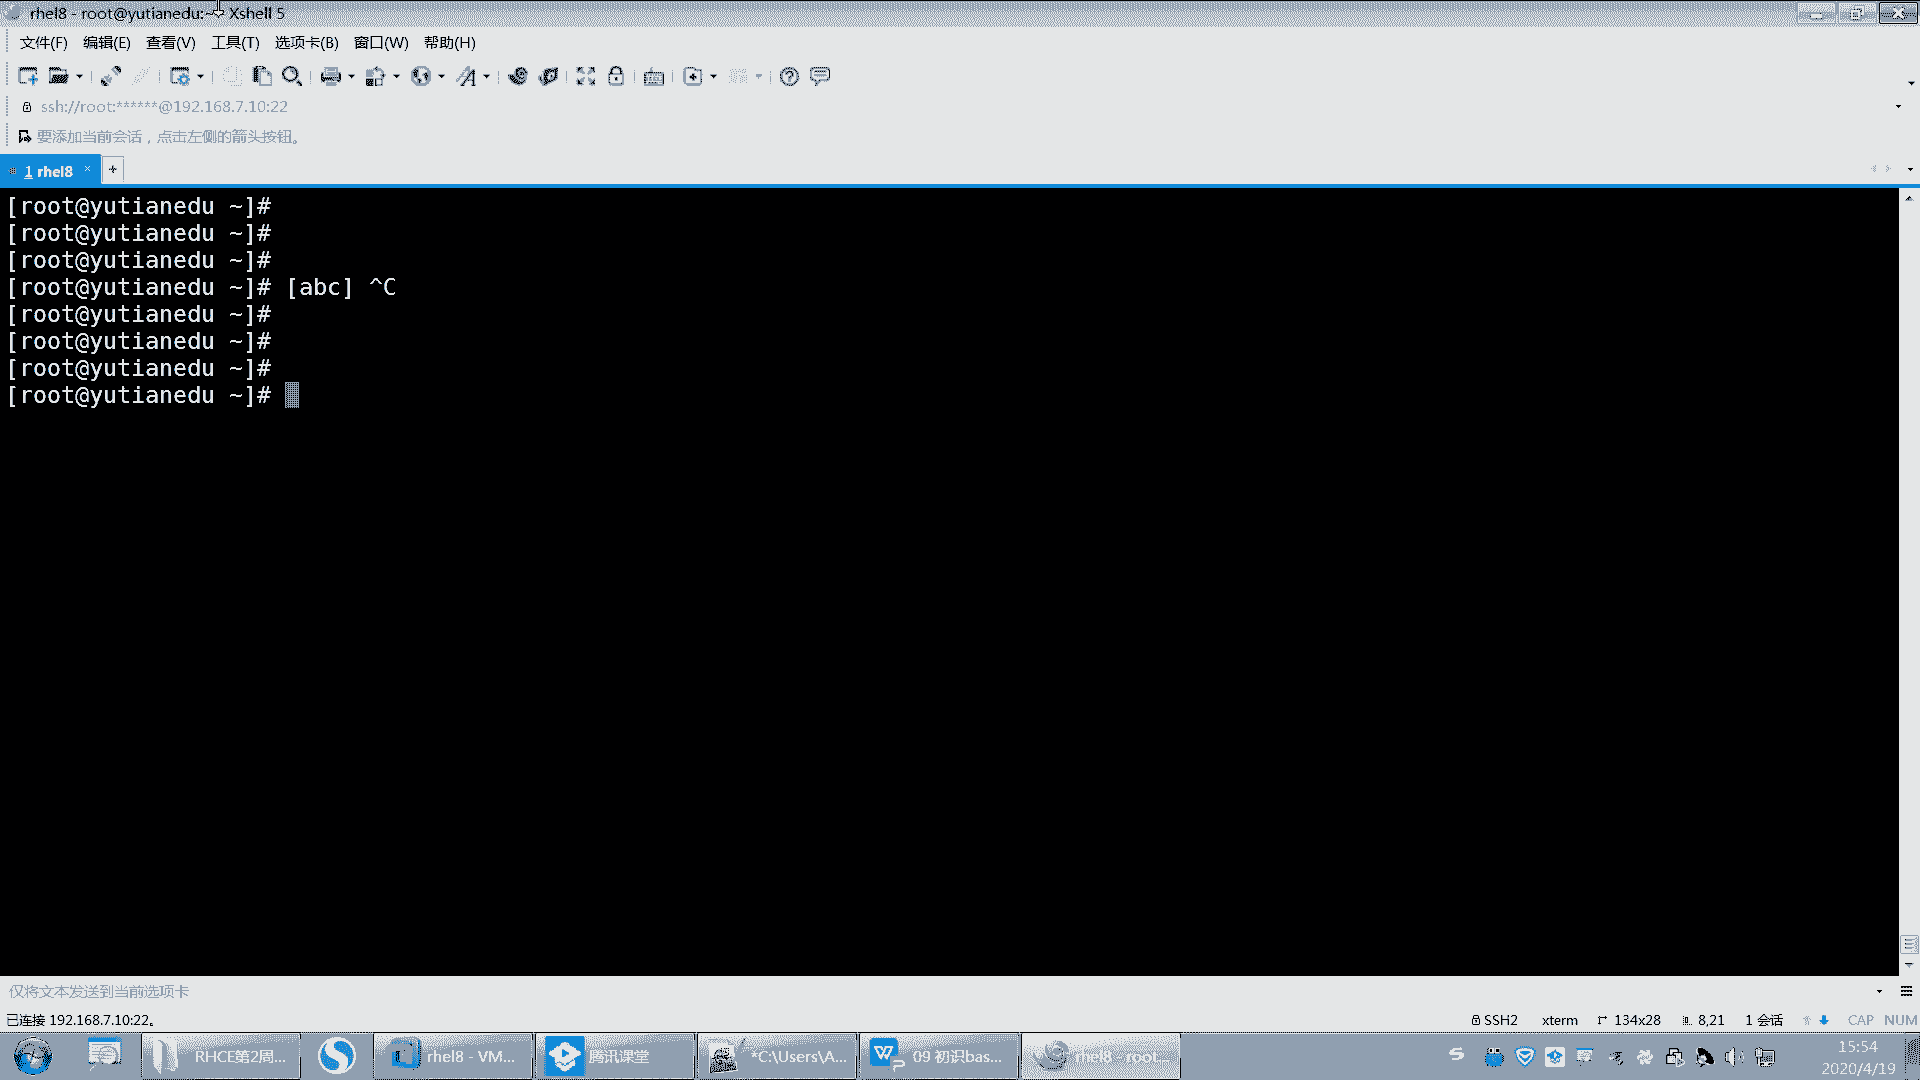 rhel8 - root@yutianedu:~ - Xshell 5
文件(F) 编辑(E) 查看(V) 工具(T) 选项卡(B) 窗口(W) 帮助(H)
ssh://root:******@192.168.7.10:22
要添加当前会话，点击左侧的箭头按钮。
1 rhel8 × +
[root@yutianedu ~]#
[root@yutianedu ~]#
[root@yutianedu ~]#
[root@yutianedu ~]# [abc] ^C
[root@yutianedu ~]#
[root@yutianedu ~]#
[root@yutianedu ~]#
[root@yutianedu ~]#
仅将文本发送到当前选项卡
已连接 192.168.7.10:22。 SSH2 xterm 134x28 8,21 1 会话 CAP NUM
RHCE第2周... rhel8 - VM... 腾讯课堂 *C:\Users\A... 09 初识bas... rhel8 - root... 15:54
2020/4/19